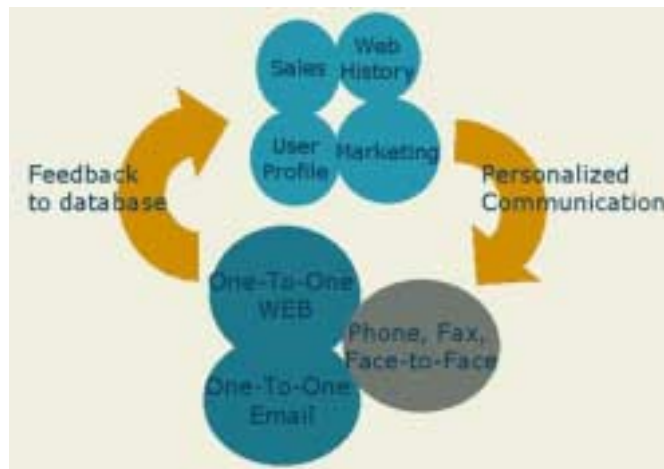 Sales
Web
History
User
Profile
Marketing
Feedback
to database
Personalized
Communication
One-To-One
WEB
Phone, Fax,
Face-to-Face
One-To-One
Email